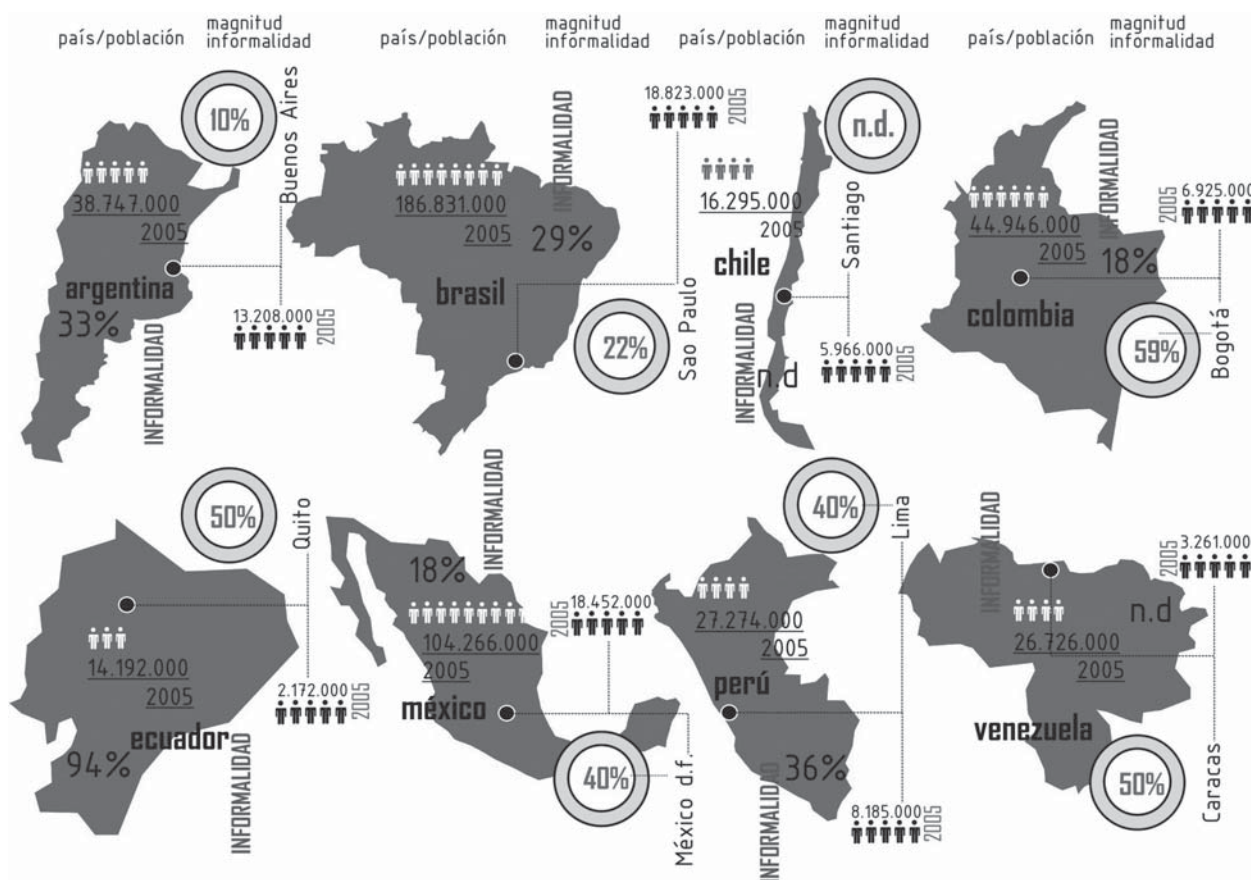 país/población
magnitud
informalidad
país/población
magnitud
informalidad
país/población
magnitud
informalidad
país/población
magnitud
informalidad
10%
Buenos Aires
38.747.000
2005
argentina
33%
INFORMALIDAD
13.208.000
2005
186.831.000
2005
INFORMALIDAD
29%
brasil
18.823.000
2005
22%
Sao Paulo
n.d.
16.295.000
2005
chile
Santiago
INFORMALIDAD
n.d
5.966.000
2005
44.946.000
2005
INFORMALIDAD
18%
colombia
6.925.000
2005
59%
Bogotá
50%
Quito
14.192.000
2005
ecuador
94%
INFORMALIDAD
2.172.000
2005
18%
INFORMALIDAD
104.266.000
2005
méxico
18.452.000
2005
40%
México d.f.
40%
Lima
27.274.000
2005
perú
36%
INFORMALIDAD
8.185.000
2005
INFORMALIDAD
n.d
26.726.000
2005
venezuela
3.261.000
2005
50%
Caracas